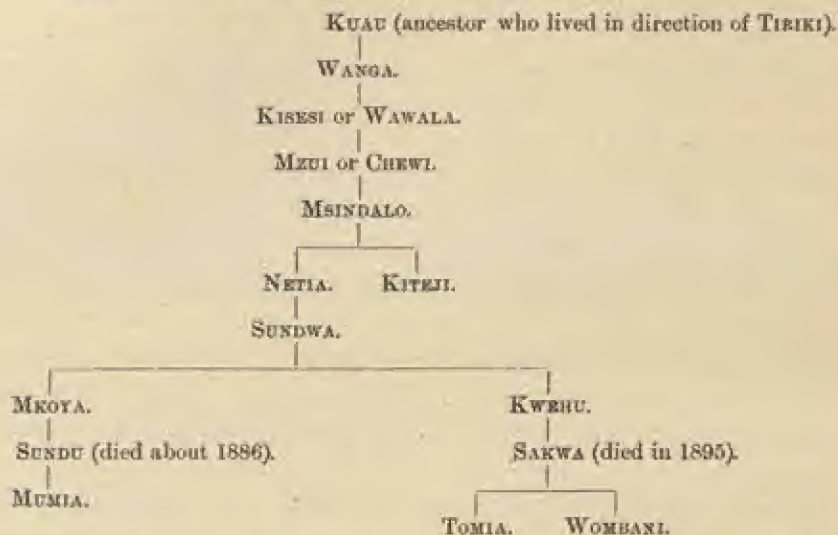 KUAU (ancestor who lived in direction of TIRIKI).
WANGA.
KISESI or WAWALA.
MZUI or CHEWI.
MSINDALO.
NETIA. KITEJI.
SUNDWA.
MKOYA. KWEHU.
SUNDU (died about 1886). SAKWA (died in 1895).
MUMIA.
TOMIA. WOMBANI.